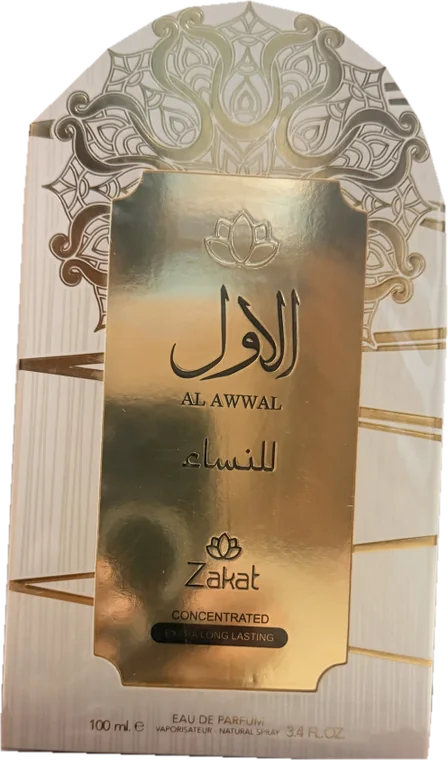 الاول
AL AWWAL
للنساء
Zakat
CONCENTRATED
EXTRA LONG LASTING
EAU DE PARFUM
100 ml. e VAPORISATEUR - NATURAL SPRAY 3.4 FL.OZ